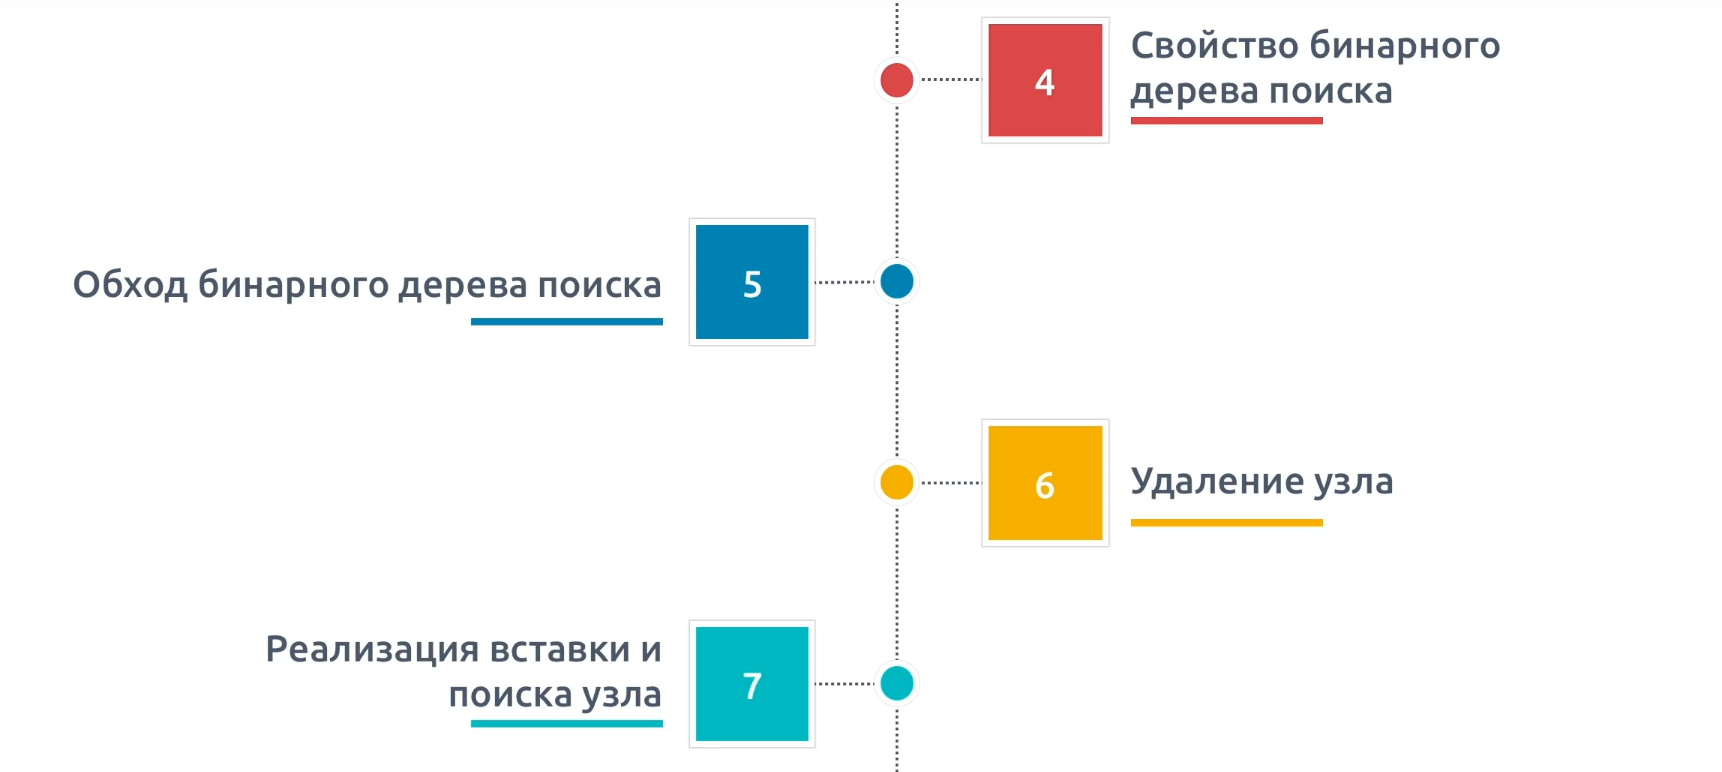 4
Свойство бинарного
дерева поиска
Обход бинарного дерева поиска
5
6
Удаление узла
Реализация вставки и
поиска узла
7